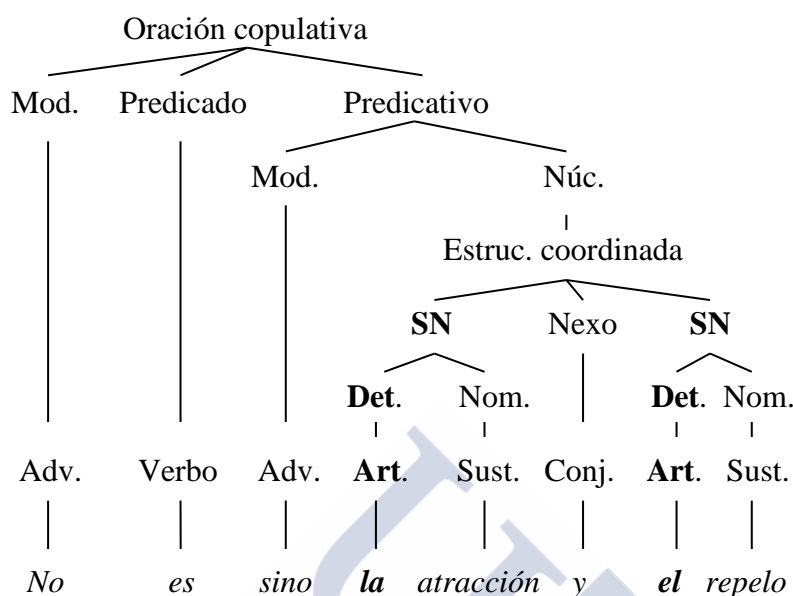 Oración copulativa
Mod. Predicado Predicativo
Mod. Núc.
Estruc. coordinada
SN Nexo SN
Det. Nom. Det. Nom.
Adv. Verbo Adv. Art. Sust. Conj. Art. Sust.
No es sino la atracción y el repelo